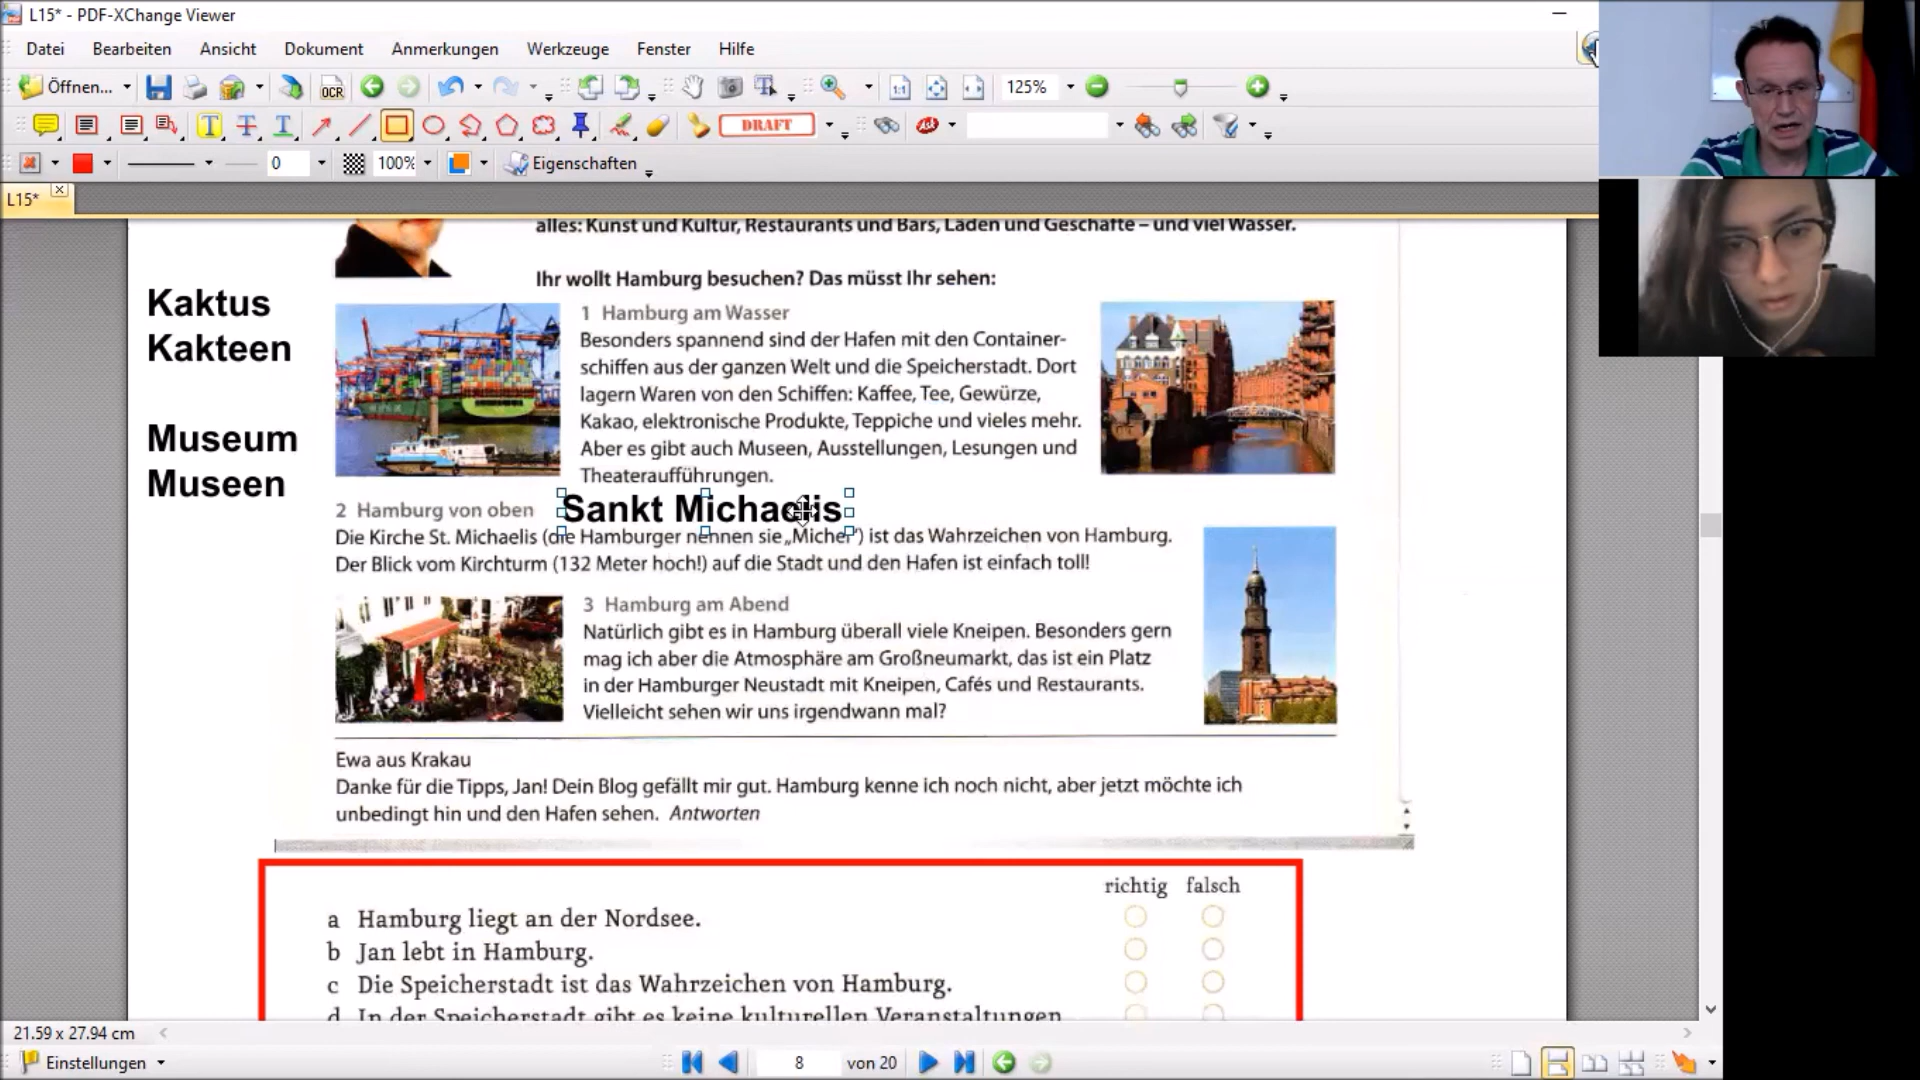 L15* - PDF-XChange Viewer
Datei Bearbeiten Ansicht Dokument Anmerkungen Werkzeuge Fenster Hilfe
Öffnen... OCR 1:1 125%
DRAFT Ask
0 100% Eigenschaften
L15*
alles: Kunst und Kultur, Restaurants und Bars, Läden und Geschäfte – und viel Wasser.
Ihr wollt Hamburg besuchen? Das müsst Ihr sehen:
Kaktus
Kakteen
Museum
Museen
1 Hamburg am Wasser
Besonders spannend sind der Hafen mit den Container-
schiffen aus der ganzen Welt und die Speicherstadt. Dort
lagern Waren von den Schiffen: Kaffee, Tee, Gewürze,
Kakao, elektronische Produkte, Teppiche und vieles mehr.
Aber es gibt auch Museen, Ausstellungen, Lesungen und
Theateraufführungen.
2 Hamburg von oben
Sankt Michaelis
Die Kirche St. Michaelis (die Hamburger nennen sie „Michel“) ist das Wahrzeichen von Hamburg.
Der Blick vom Kirchturm (132 Meter hoch!) auf die Stadt und den Hafen ist einfach toll!
3 Hamburg am Abend
Natürlich gibt es in Hamburg überall viele Kneipen. Besonders gern
mag ich aber die Atmosphäre am Großneumarkt, das ist ein Platz
in der Hamburger Neustadt mit Kneipen, Cafés und Restaurants.
Vielleicht sehen wir uns irgendwann mal?
Ewa aus Krakau
Danke für die Tipps, Jan! Dein Blog gefällt mir gut. Hamburg kenne ich noch nicht, aber jetzt möchte ich
unbedingt hin und den Hafen sehen. Antworten
richtig falsch
a Hamburg liegt an der Nordsee.
b Jan lebt in Hamburg.
c Die Speicherstadt ist das Wahrzeichen von Hamburg.
d In der Speicherstadt gibt es keine kulturellen Veranstaltungen
21.59 x 27.94 cm
Einstellungen 8 von 20